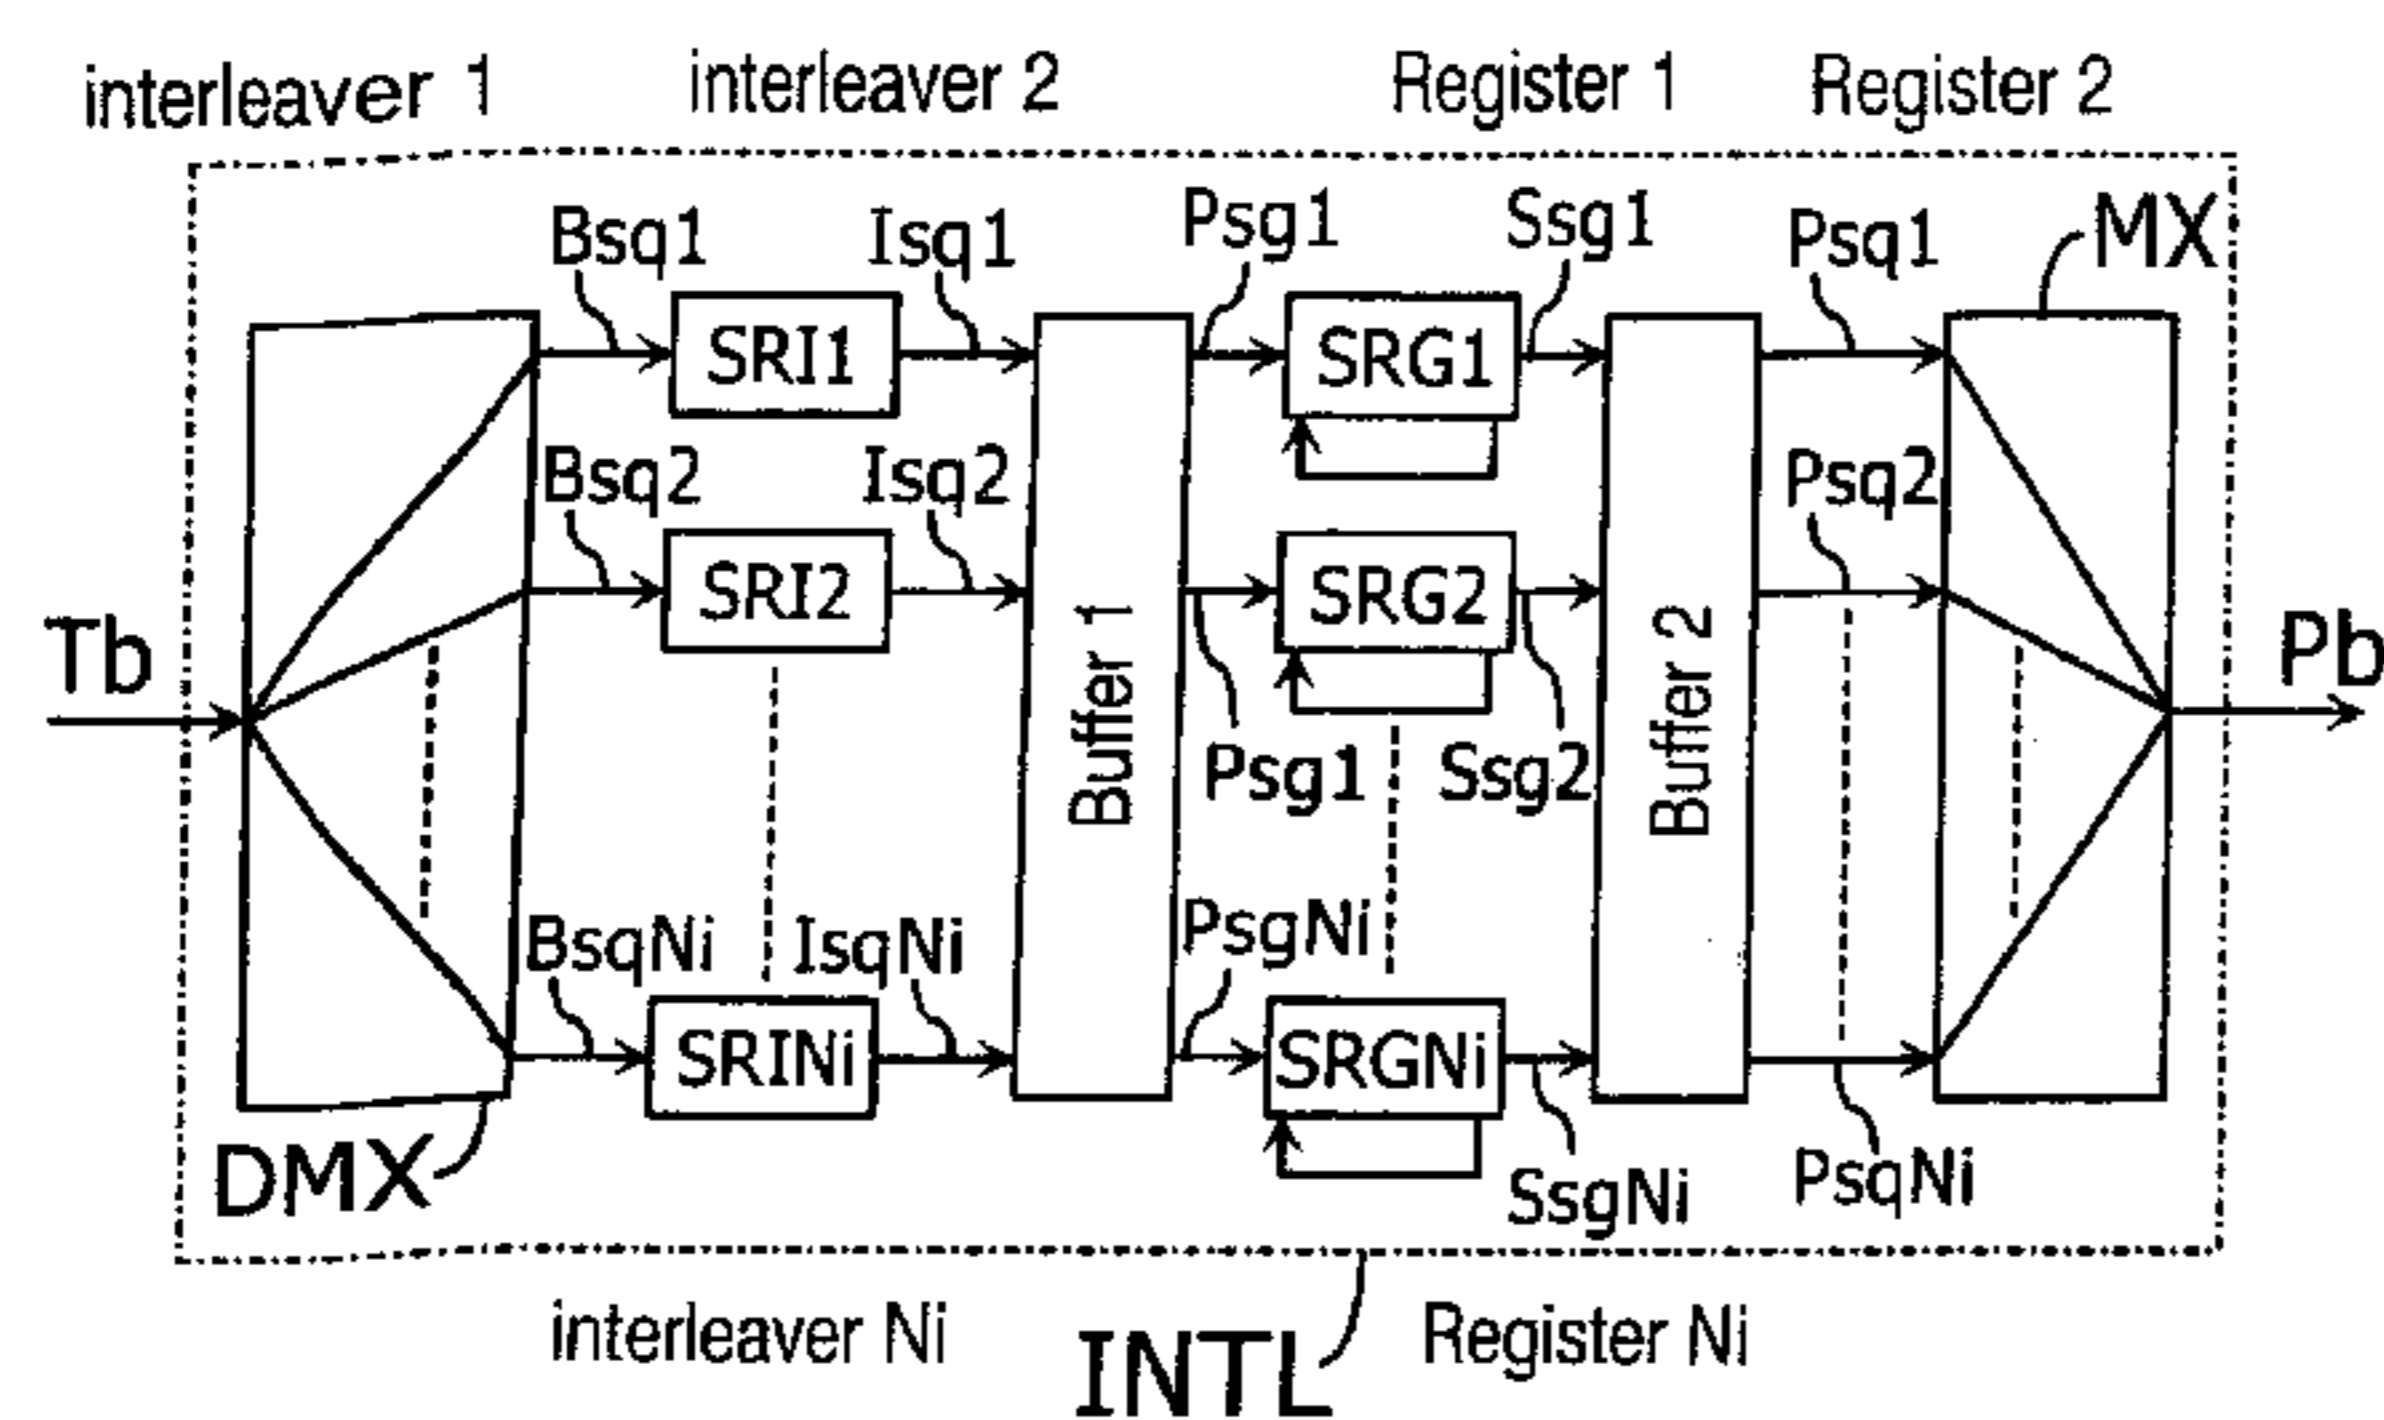 interleaver 1 interleaver 2 Register 1 Register 2
Bsq1 Isq1 Psg1 Ssg1 Psq1 MX
SRI1 SRG1
Bsq2 Isq2 Psq2
SRI2 SRG2
Tb Buffer 1 Buffer 2 Pb
Psg1 Ssg2
BsqNi IsqNi PsgNi
SRINi SRGNi
DMX SsgNi PsqNi
interleaver Ni INTL Register Ni